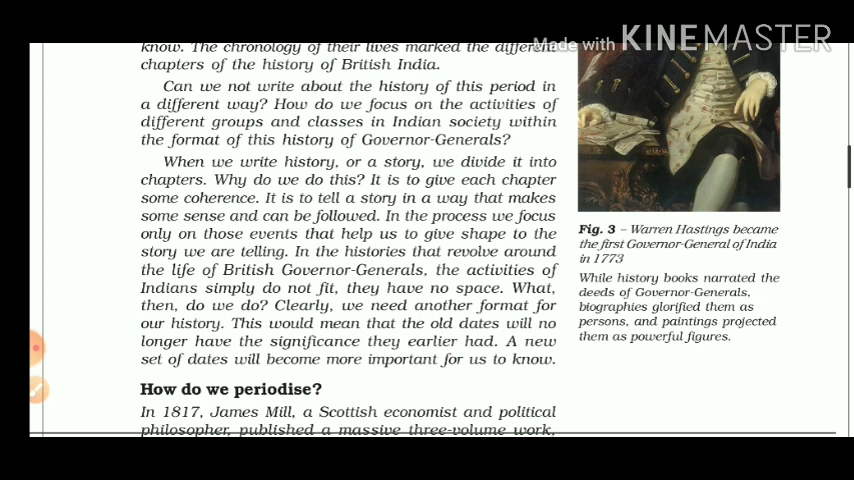 Made with KINEMASTER
know. The chronology of their lives marked the different
chapters of the history of British India.
Can we not write about the history of this period in
a different way? How do we focus on the activities of
different groups and classes in Indian society within
the format of this history of Governor-Generals?
When we write history, or a story, we divide it into
chapters. Why do we do this? It is to give each chapter
some coherence. It is to tell a story in a way that makes
some sense and can be followed. In the process we focus
only on those events that help us to give shape to the
story we are telling. In the histories that revolve around
the life of British Governor-Generals, the activities of
Indians simply do not fit, they have no space. What,
then, do we do? Clearly, we need another format for
our history. This would mean that the old dates will no
longer have the significance they earlier had. A new
set of dates will become more important for us to know.
How do we periodise?
In 1817, James Mill, a Scottish economist and political
philosopher, published a massive three-volume work,
Fig. 3 – Warren Hastings became
the first Governor-General of India
in 1773
While history books narrated the
deeds of Governor-Generals,
biographies glorified them as
persons, and paintings projected
them as powerful figures.